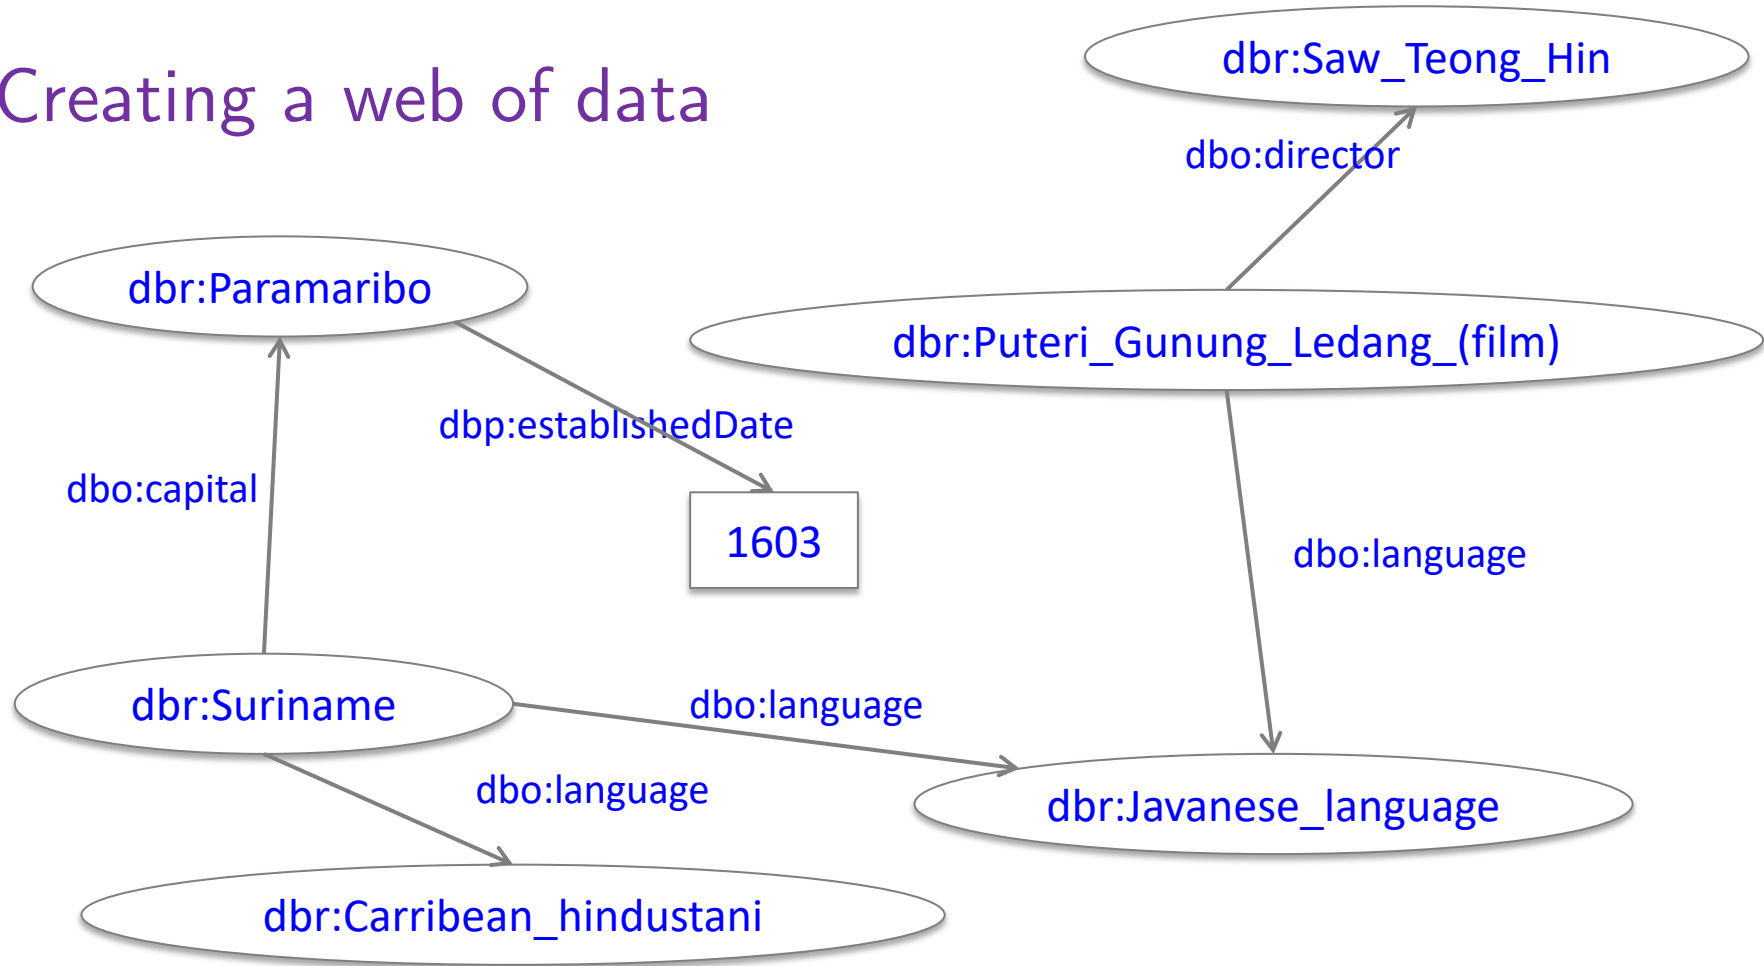 Creating a web of data
dbr:Saw_Teong_Hin
dbo:director
dbr:Paramaribo
dbr:Puteri_Gunung_Ledang_(film)
dbp:establishedDate
dbo:capital
1603
dbo:language
dbr:Suriname
dbo:language
dbo:language
dbr:Javanese_language
dbr:Carribean_hindustani